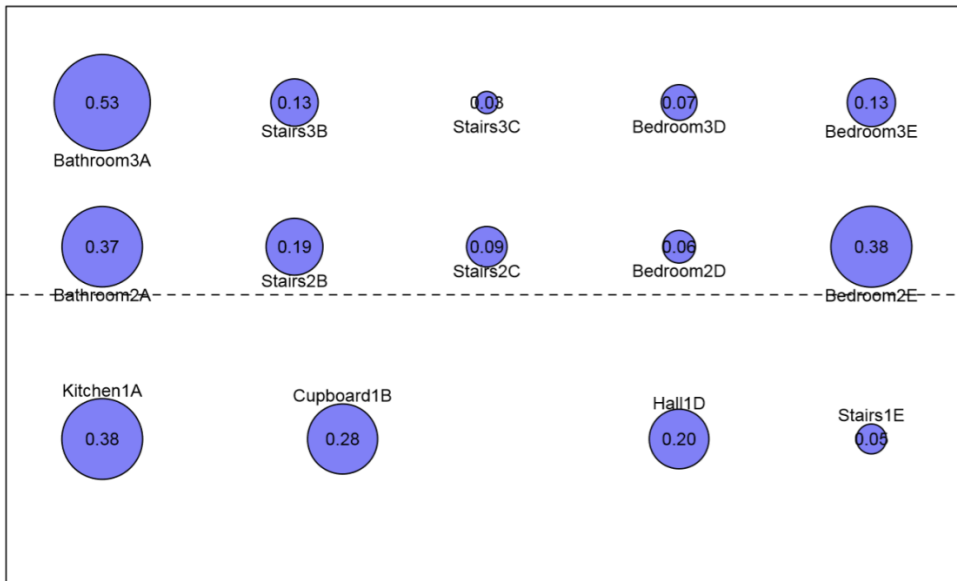 0.53 0.13 0.03 0.07 0.13
Bathroom3A Stairs3B Stairs3C Bedroom3D Bedroom3E
0.37 0.19 0.09 0.06 0.38
Bathroom2A Stairs2B Stairs2C Bedroom2D Bedroom2E
Kitchen1A Cupboard1B Hall1D Stairs1E
0.38 0.28 0.20 0.05